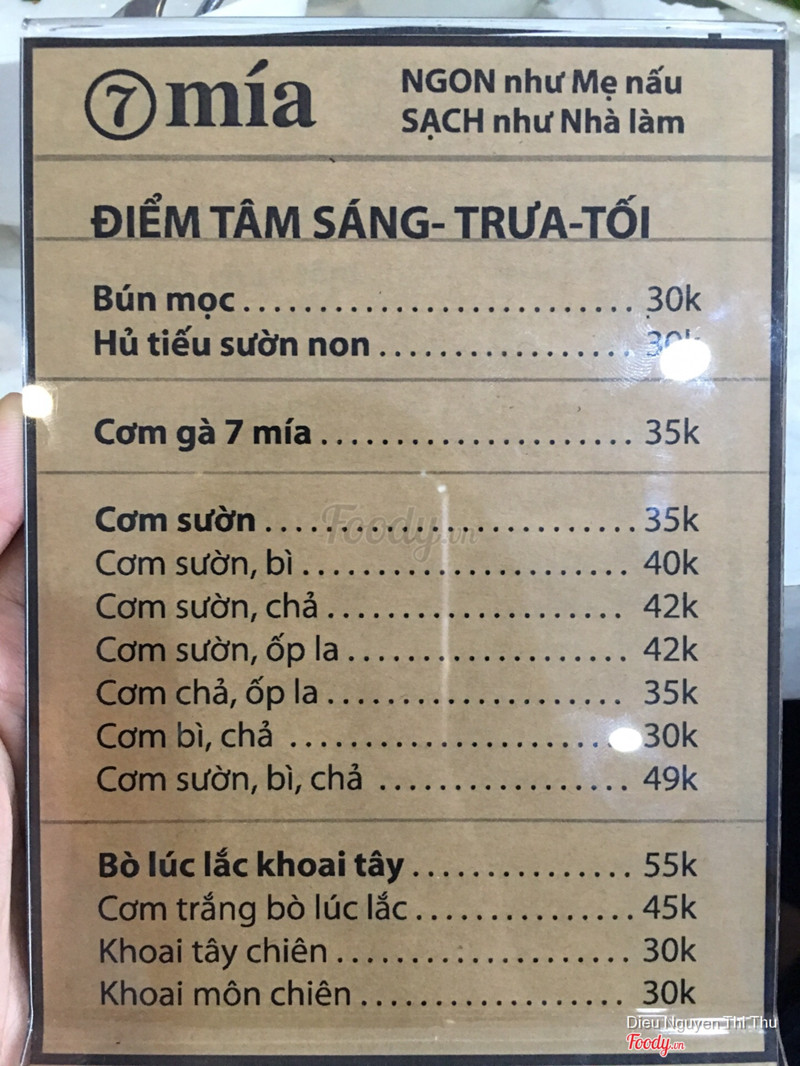 7 mía
NGON như Mẹ nấu
SẠCH như Nhà làm
ĐIỂM TÂM SÁNG- TRƯA-TỐI
Bún mọc.......................... 30k
Hủ tiếu sườn non................. 30k
Cơm gà 7 mía..................... 35k
Cơm sườn......................... 35k
Foody.vn
Cơm sườn, bì...................... 40k
Cơm sườn, chả.................... 42k
Cơm sườn, ốp la................... 42k
Cơm chả, ốp la.................... 35k
Cơm bì, chả ...................... 30k
Cơm sườn, bì, chả ................. 49k
Bò lúc lắc khoai tây............... 55k
Cơm trắng bò lúc lắc............... 45k
Khoai tây chiên.................... 30k
Khoai môn chiên.................. 30k
Dieu Nguyen Thi Thu
Foody.vn